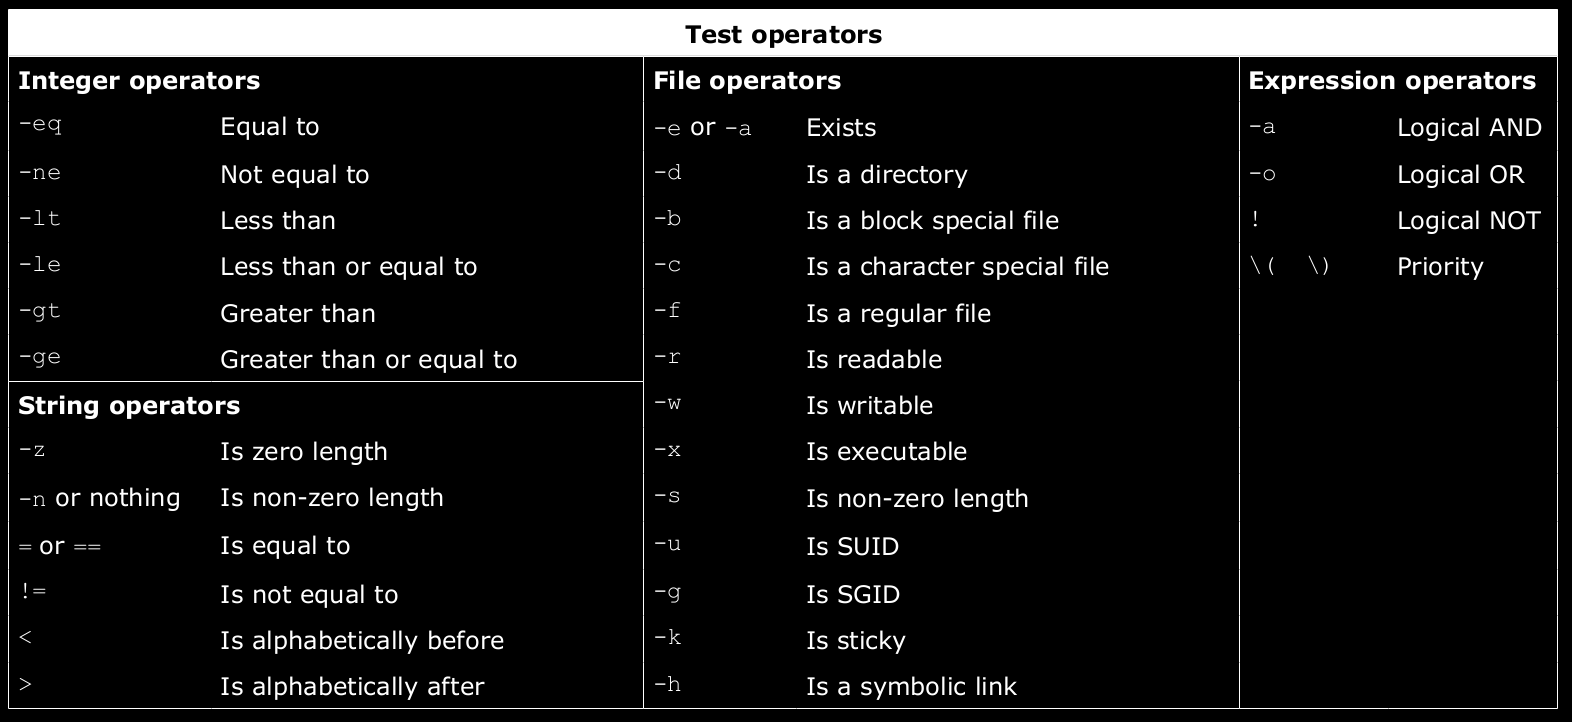 Test operators
Integer operators
-eq Equal to
-ne Not equal to
-lt Less than
-le Less than or equal to
-gt Greater than
-ge Greater than or equal to
String operators
-z Is zero length
-n or nothing Is non-zero length
= or == Is equal to
!= Is not equal to
< Is alphabetically before
> Is alphabetically after
File operators
-e or -a Exists
-d Is a directory
-b Is a block special file
-c Is a character special file
-f Is a regular file
-r Is readable
-w Is writable
-x Is executable
-s Is non-zero length
-u Is SUID
-g Is SGID
-k Is sticky
-h Is a symbolic link
Expression operators
-a Logical AND
-o Logical OR
! Logical NOT
\( \) Priority